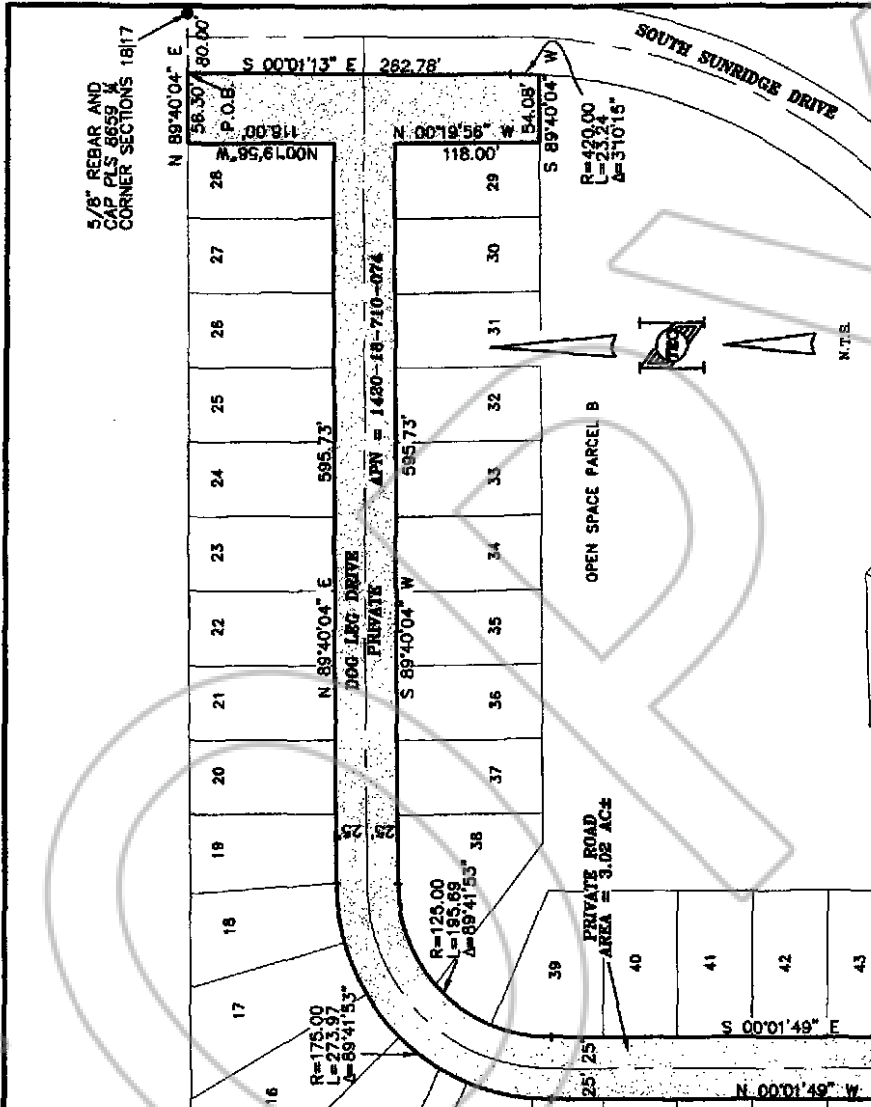 5/8" REBAR AND
CAP PLS 8659 ¼
CORNER SECTIONS 18|17
N 89°40'04" E
56.30'
80.00'
P.O.B.
S 00°01'13" E 262.78'
118.00'
N00°19'56"W
N 00°19'56" W
118.00'
54.08'
S 89°40'04" W
R=420.00
L=23.24
Δ=3°10'15"
SOUTH SUNRIDGE DRIVE
28
27
26
25
24
23
22
21
20
19
18
17
16
29
30
31
32
33
34
35
36
37
38
39
40
41
42
43
595.73'
N 89°40'04" E
DOG LEG DRIVE
PRIVATE
APN = 1420-18-710-074
595.73'
S 89°40'04" W
25'
25'
R=125.00
L=195.69
Δ=89°41'53"
R=175.00
L=273.97
Δ=89°41'53"
OPEN SPACE PARCEL B
N.T.S.
PRIVATE ROAD
AREA = 3.02 AC±
25' 25'
S 00°01'49" E
N 00°01'49" W